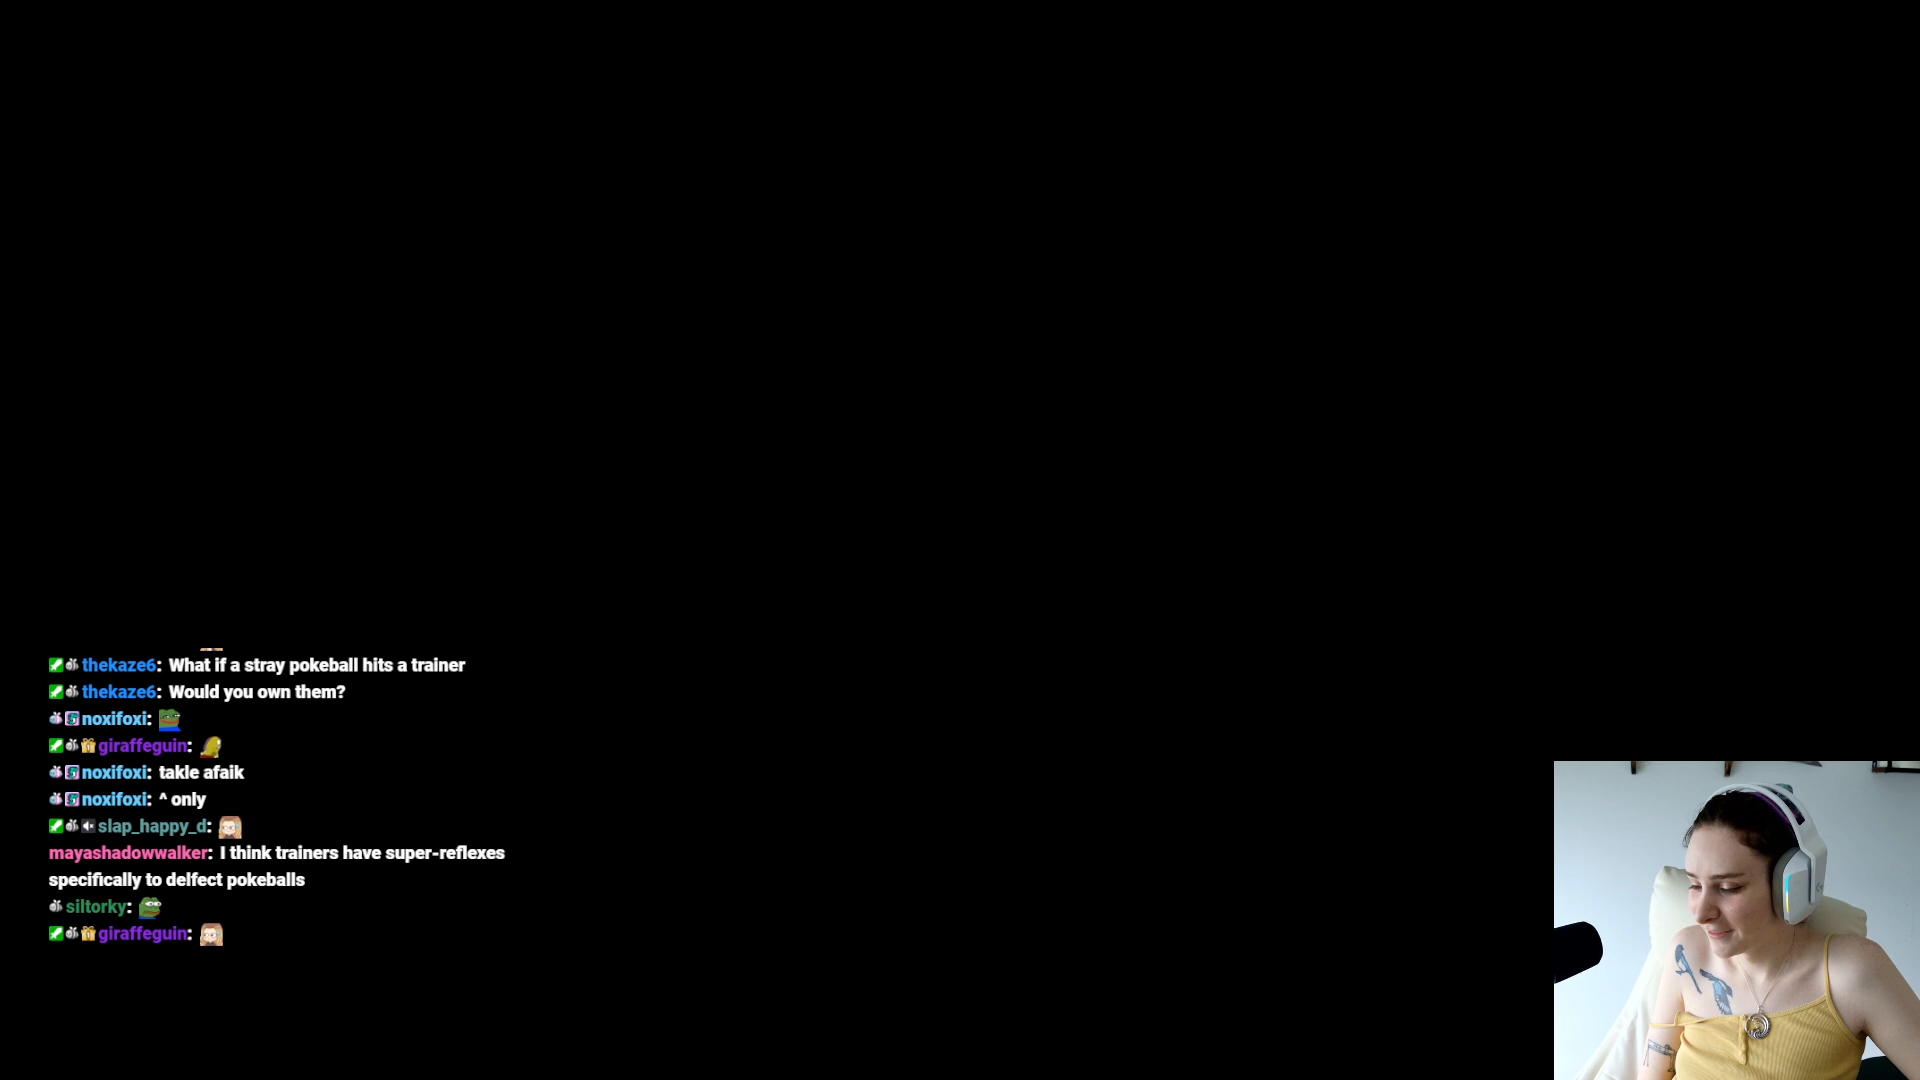 thekaze6: What if a stray pokeball hits a trainer
thekaze6: Would you own them?
noxifoxi:
giraffeguin:
noxifoxi: takle afaik
noxifoxi: ^ only
slap_happy_d:
mayashadowwalker: I think trainers have super-reflexes
specifically to delfect pokeballs
siltorky:
giraffeguin: